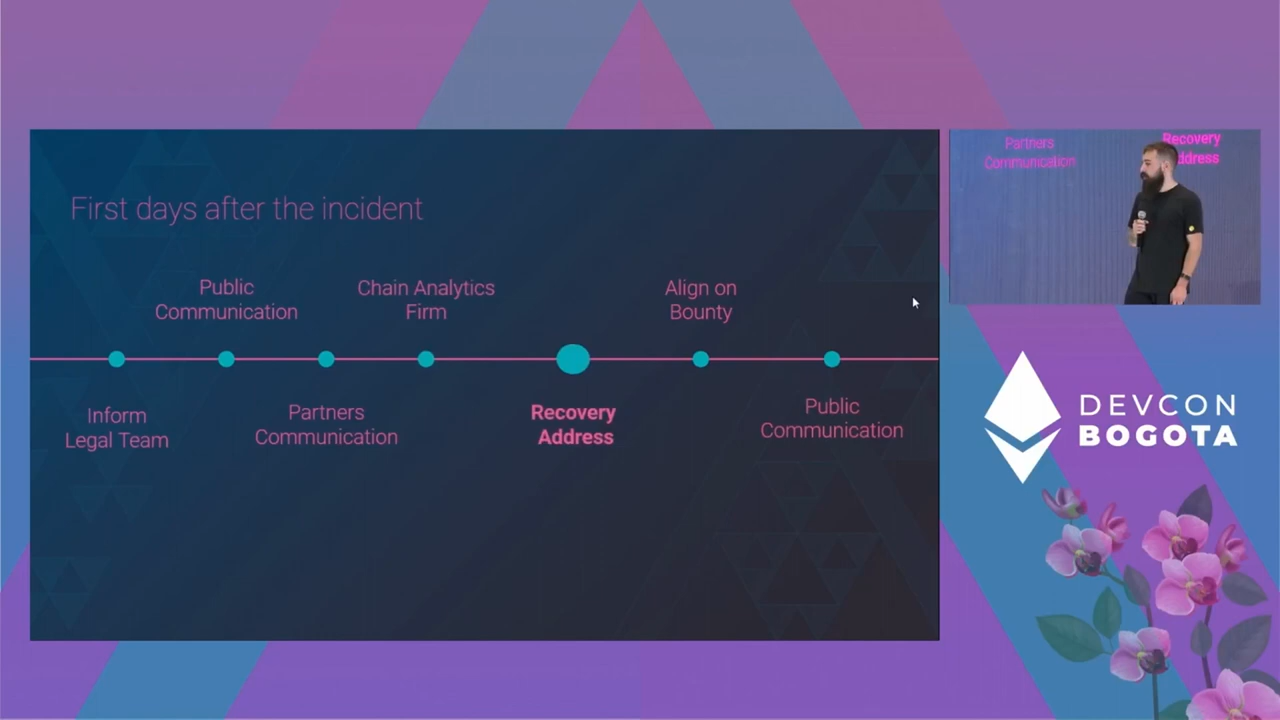 First days after the incident
Public
Communication
Chain Analytics
Firm
Align on
Bounty
Inform
Legal Team
Partners
Communication
Recovery
Address
Public
Communication
Partners
Communication
Recovery
ddress
DEVCON
BOGOTA